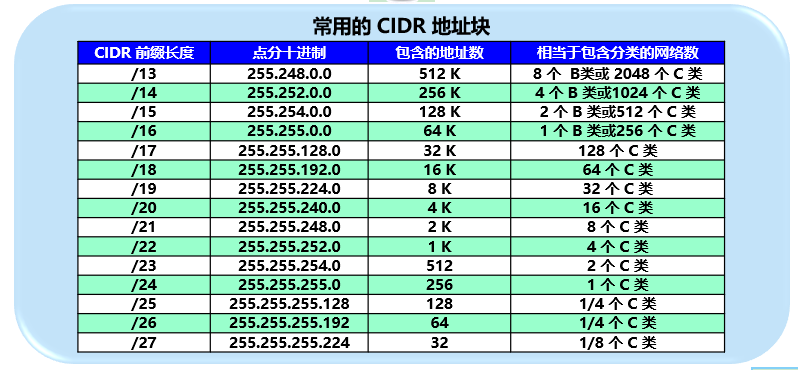 常用的 CIDR 地址块
CIDR 前缀长度 点分十进制 包含的地址数 相当于包含分类的网络数
/13 255.248.0.0 512 K 8 个 B类或 2048 个 C 类
/14 255.252.0.0 256 K 4 个 B 类或1024 个 C 类
/15 255.254.0.0 128 K 2 个 B 类或512 个 C 类
/16 255.255.0.0 64 K 1 个 B 类或256 个 C 类
/17 255.255.128.0 32 K 128 个 C 类
/18 255.255.192.0 16 K 64 个 C 类
/19 255.255.224.0 8 K 32 个 C 类
/20 255.255.240.0 4 K 16 个 C 类
/21 255.255.248.0 2 K 8 个 C 类
/22 255.255.252.0 1 K 4 个 C 类
/23 255.255.254.0 512 2 个 C 类
/24 255.255.255.0 256 1 个 C 类
/25 255.255.255.128 128 1/4 个 C 类
/26 255.255.255.192 64 1/4 个 C 类
/27 255.255.255.224 32 1/8 个 C 类